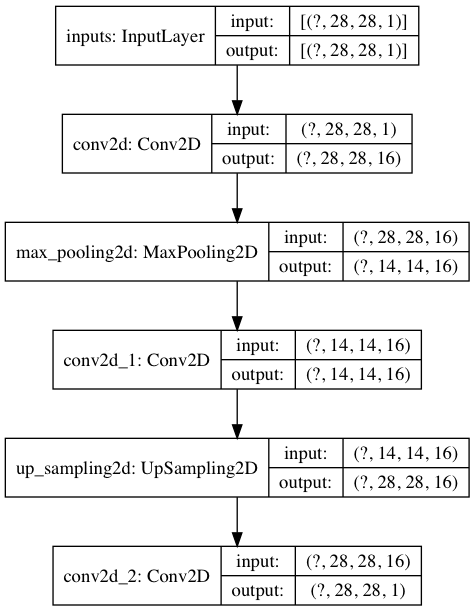 inputs: InputLayer
input:
[(?, 28, 28, 1)]
output:
[(?, 28, 28, 1)]
conv2d: Conv2D
input:
(?, 28, 28, 1)
output:
(?, 28, 28, 16)
max_pooling2d: MaxPooling2D
input:
(?, 28, 28, 16)
output:
(?, 14, 14, 16)
conv2d_1: Conv2D
input:
(?, 14, 14, 16)
output:
(?, 14, 14, 16)
up_sampling2d: UpSampling2D
input:
(?, 14, 14, 16)
output:
(?, 28, 28, 16)
conv2d_2: Conv2D
input:
(?, 28, 28, 16)
output:
(?, 28, 28, 1)